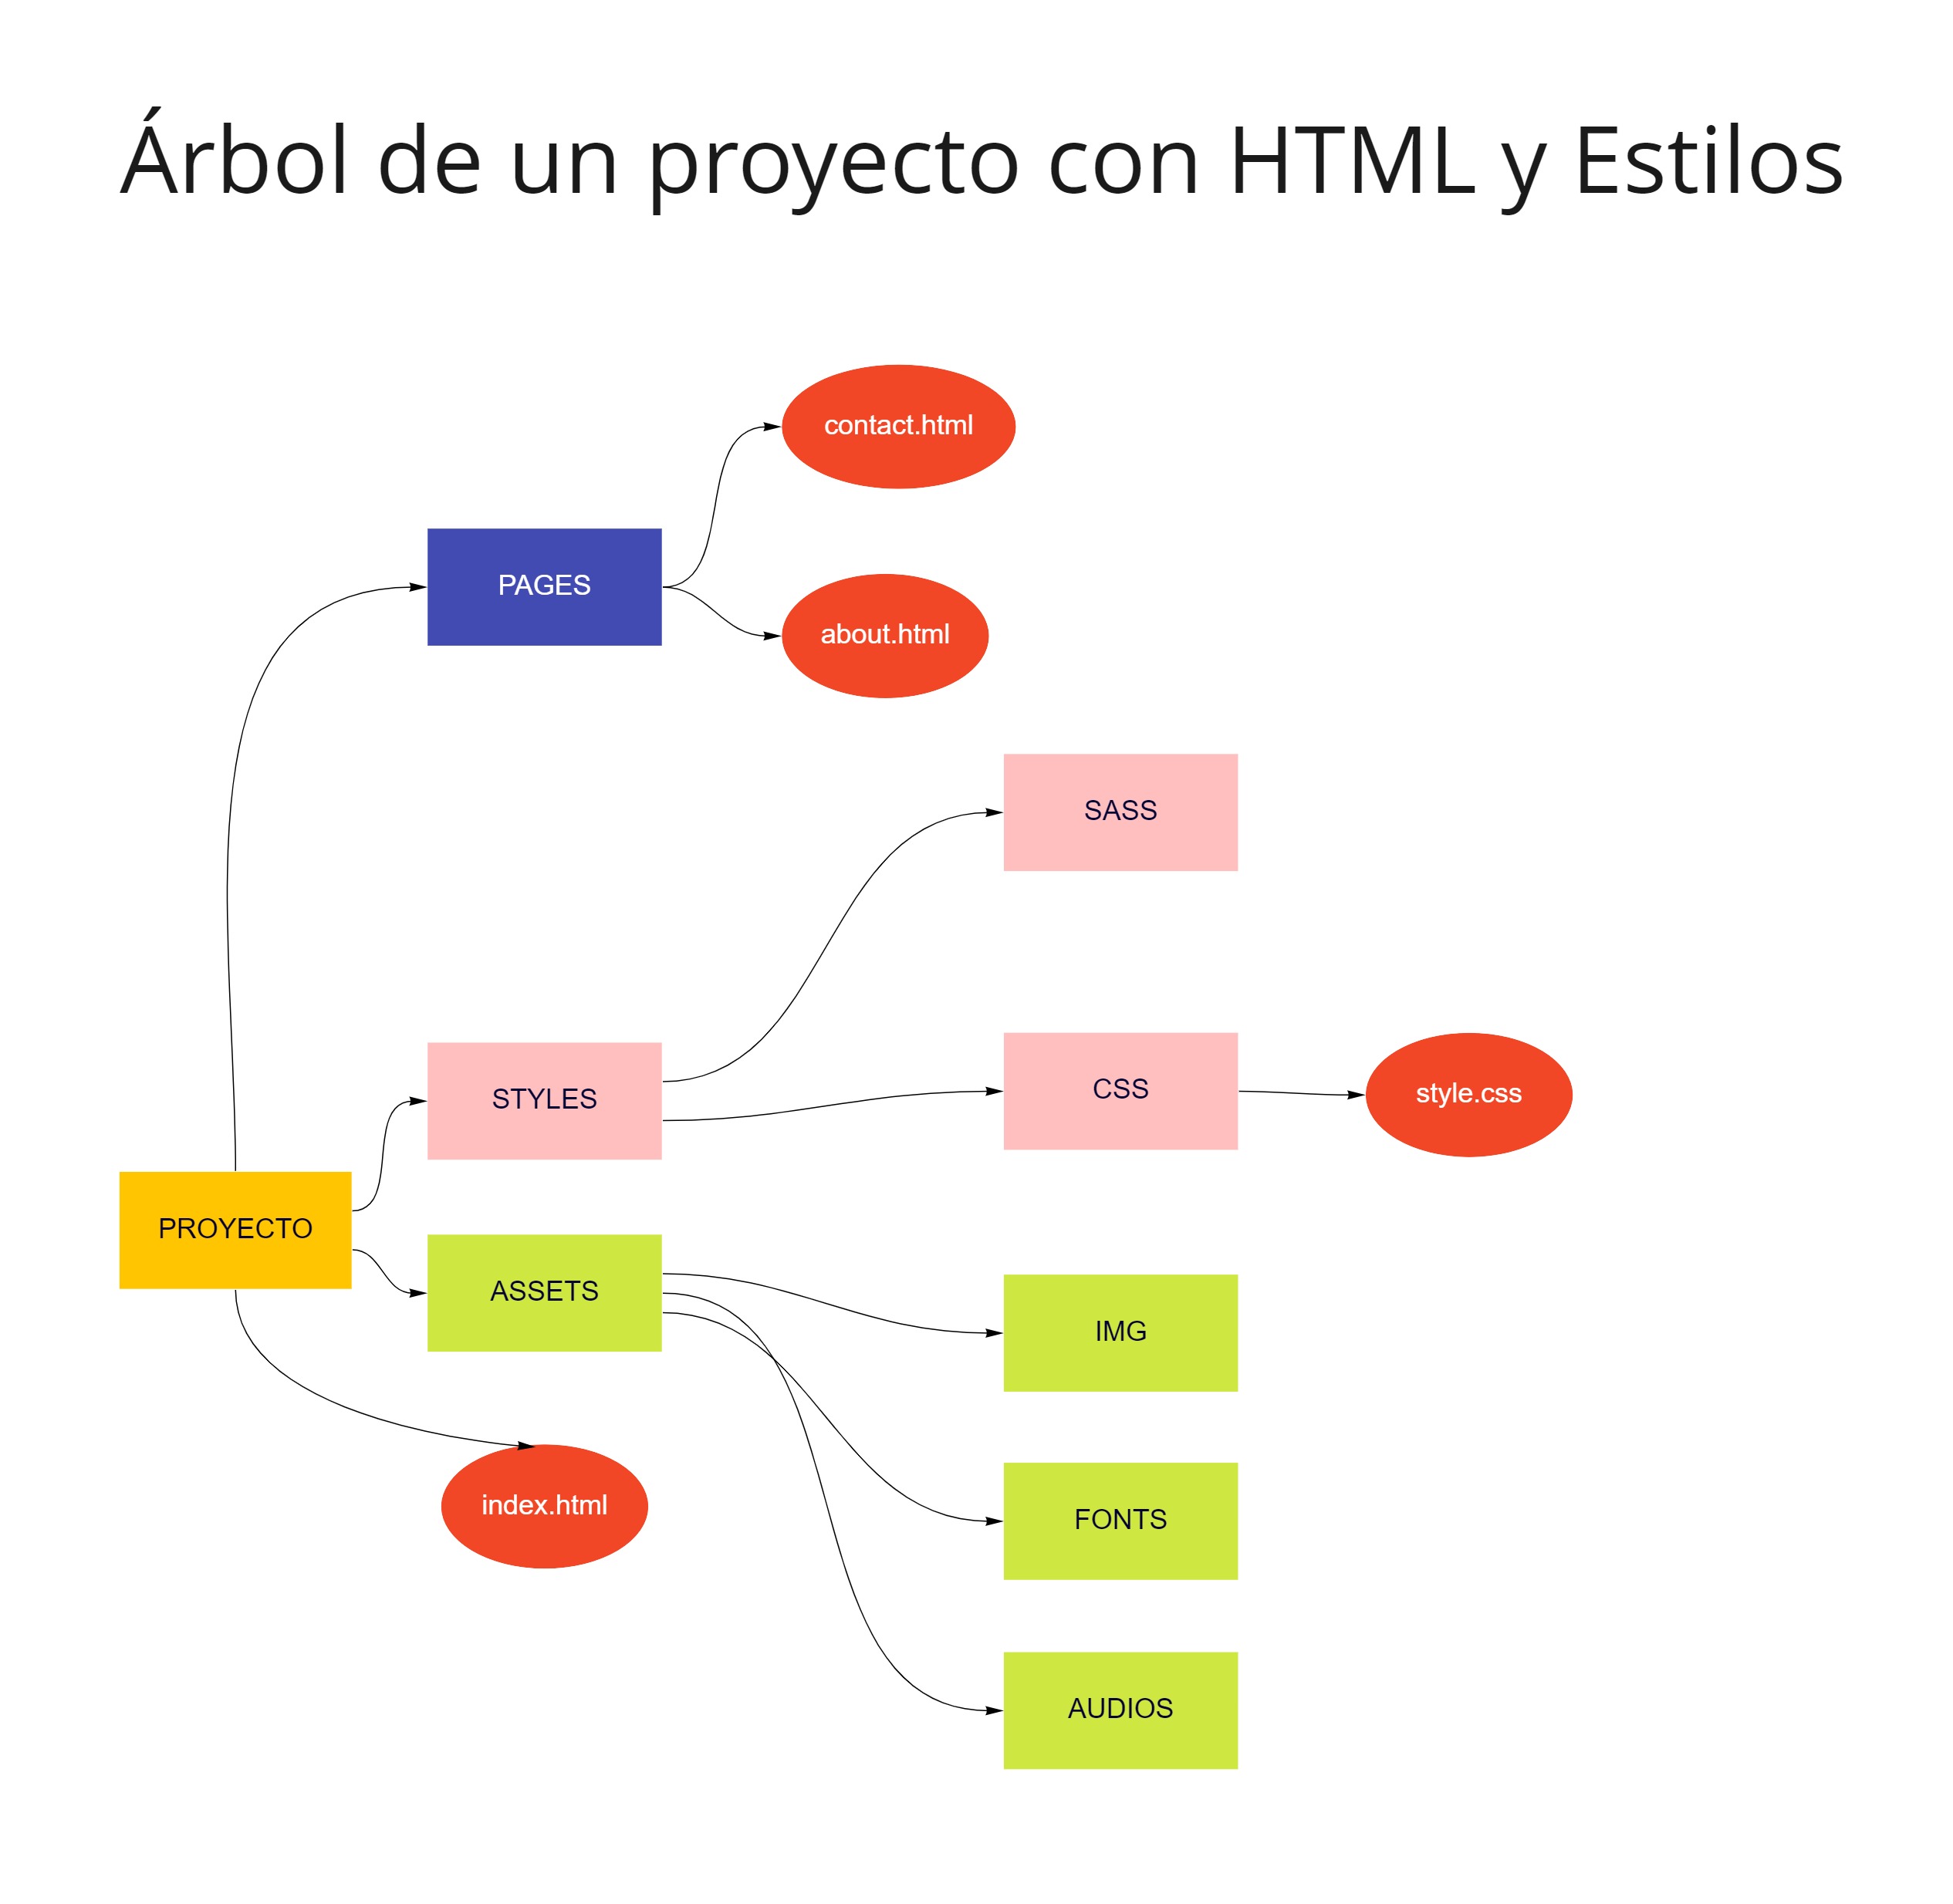 Árbol de un proyecto con HTML y Estilos
contact.html
PAGES
about.html
SASS
STYLES
CSS
style.css
PROYECTO
ASSETS
IMG
index.html
FONTS
AUDIOS